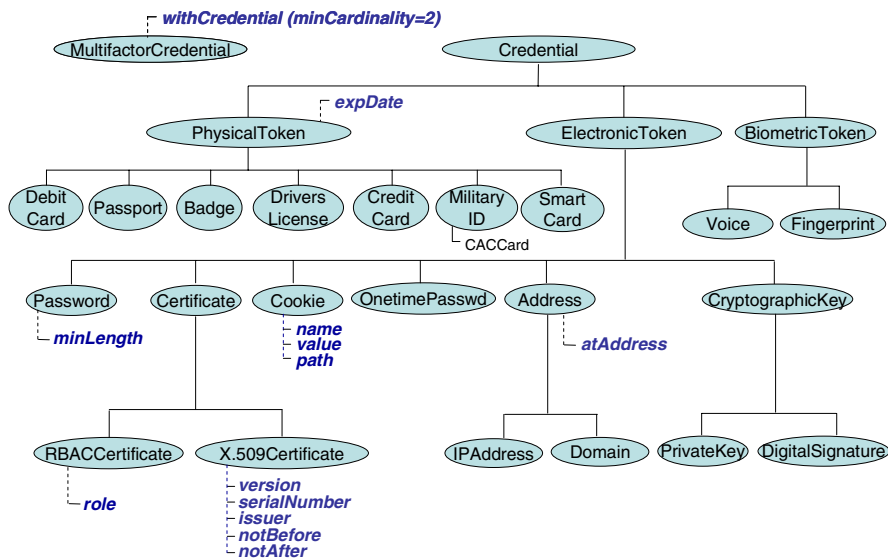 withCredential (minCardinality=2)
MultifactorCredential
Credential
expDate
PhysicalToken
ElectronicToken
BiometricToken
Debit
Card
Passport
Badge
Drivers
License
Credit
Card
Military
ID
Smart
Card
CACCard
Voice
Fingerprint
Password
Certificate
Cookie
OnetimePasswd
Address
CryptographicKey
minLength
name
value
path
atAddress
RBACCertificate
X.509Certificate
IPAddress
Domain
PrivateKey
DigitalSignature
role
version
serialNumber
issuer
notBefore
notAfter